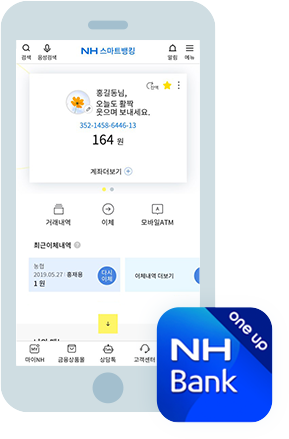 NH 스마트뱅킹
검색
음성검색
알림
메뉴
홍길동님,
오늘도 활짝
웃으며 보내세요.
352-1458-6446-13
164 원
계좌더보기
거래내역
이체
모바일ATM
최근이체내역
농협
2019.05.27 / 홍재용
1 원
다시
이체
이체내역 더보기
마이NH
금융상품몰
상담톡
고객센터
one up
NH
Bank